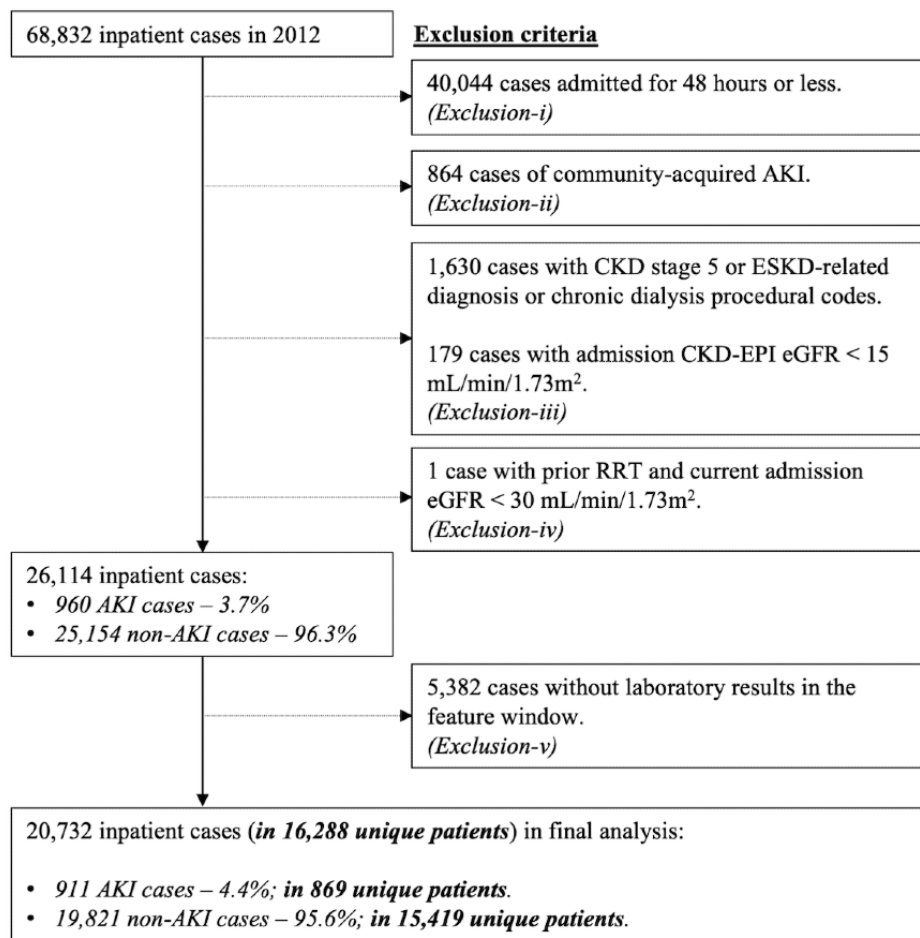 68,832 inpatient cases in 2012
Exclusion criteria
40,044 cases admitted for 48 hours or less.
(Exclusion-i)
864 cases of community-acquired AKI.
(Exclusion-ii)
1,630 cases with CKD stage 5 or ESKD-related
diagnosis or chronic dialysis procedural codes.
179 cases with admission CKD-EPI eGFR < 15
mL/min/1.73m².
(Exclusion-iii)
1 case with prior RRT and current admission
eGFR < 30 mL/min/1.73m².
(Exclusion-iv)
26,114 inpatient cases:
• 960 AKI cases – 3.7%
• 25,154 non-AKI cases – 96.3%
5,382 cases without laboratory results in the
feature window.
(Exclusion-v)
20,732 inpatient cases (in 16,288 unique patients) in final analysis:
• 911 AKI cases – 4.4%; in 869 unique patients.
• 19,821 non-AKI cases – 95.6%; in 15,419 unique patients.